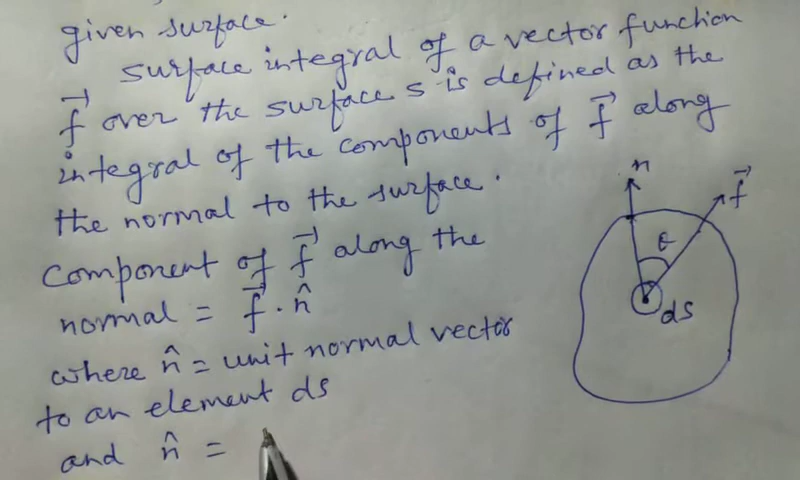 given surface.
surface integral of a vector function
f⃗ over the surface s is defined as the
integral of the components of f⃗ along
the normal to the surface.
component of f⃗ along the
normal = f⃗ · n̂
where n̂ = unit normal vector
to an element ds
and n̂ =
n
f⃗
θ
ds